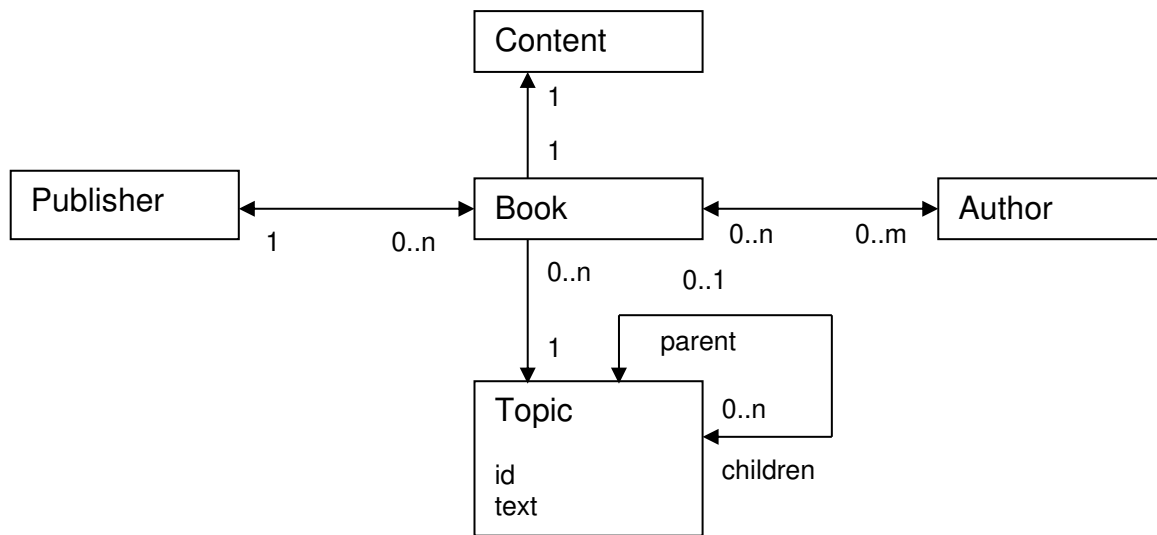 Content
1
1
Publisher
Book
Author
1
0..n
0..n
0..m
0..n
0..1
parent
1
Topic
0..n
id
children
text